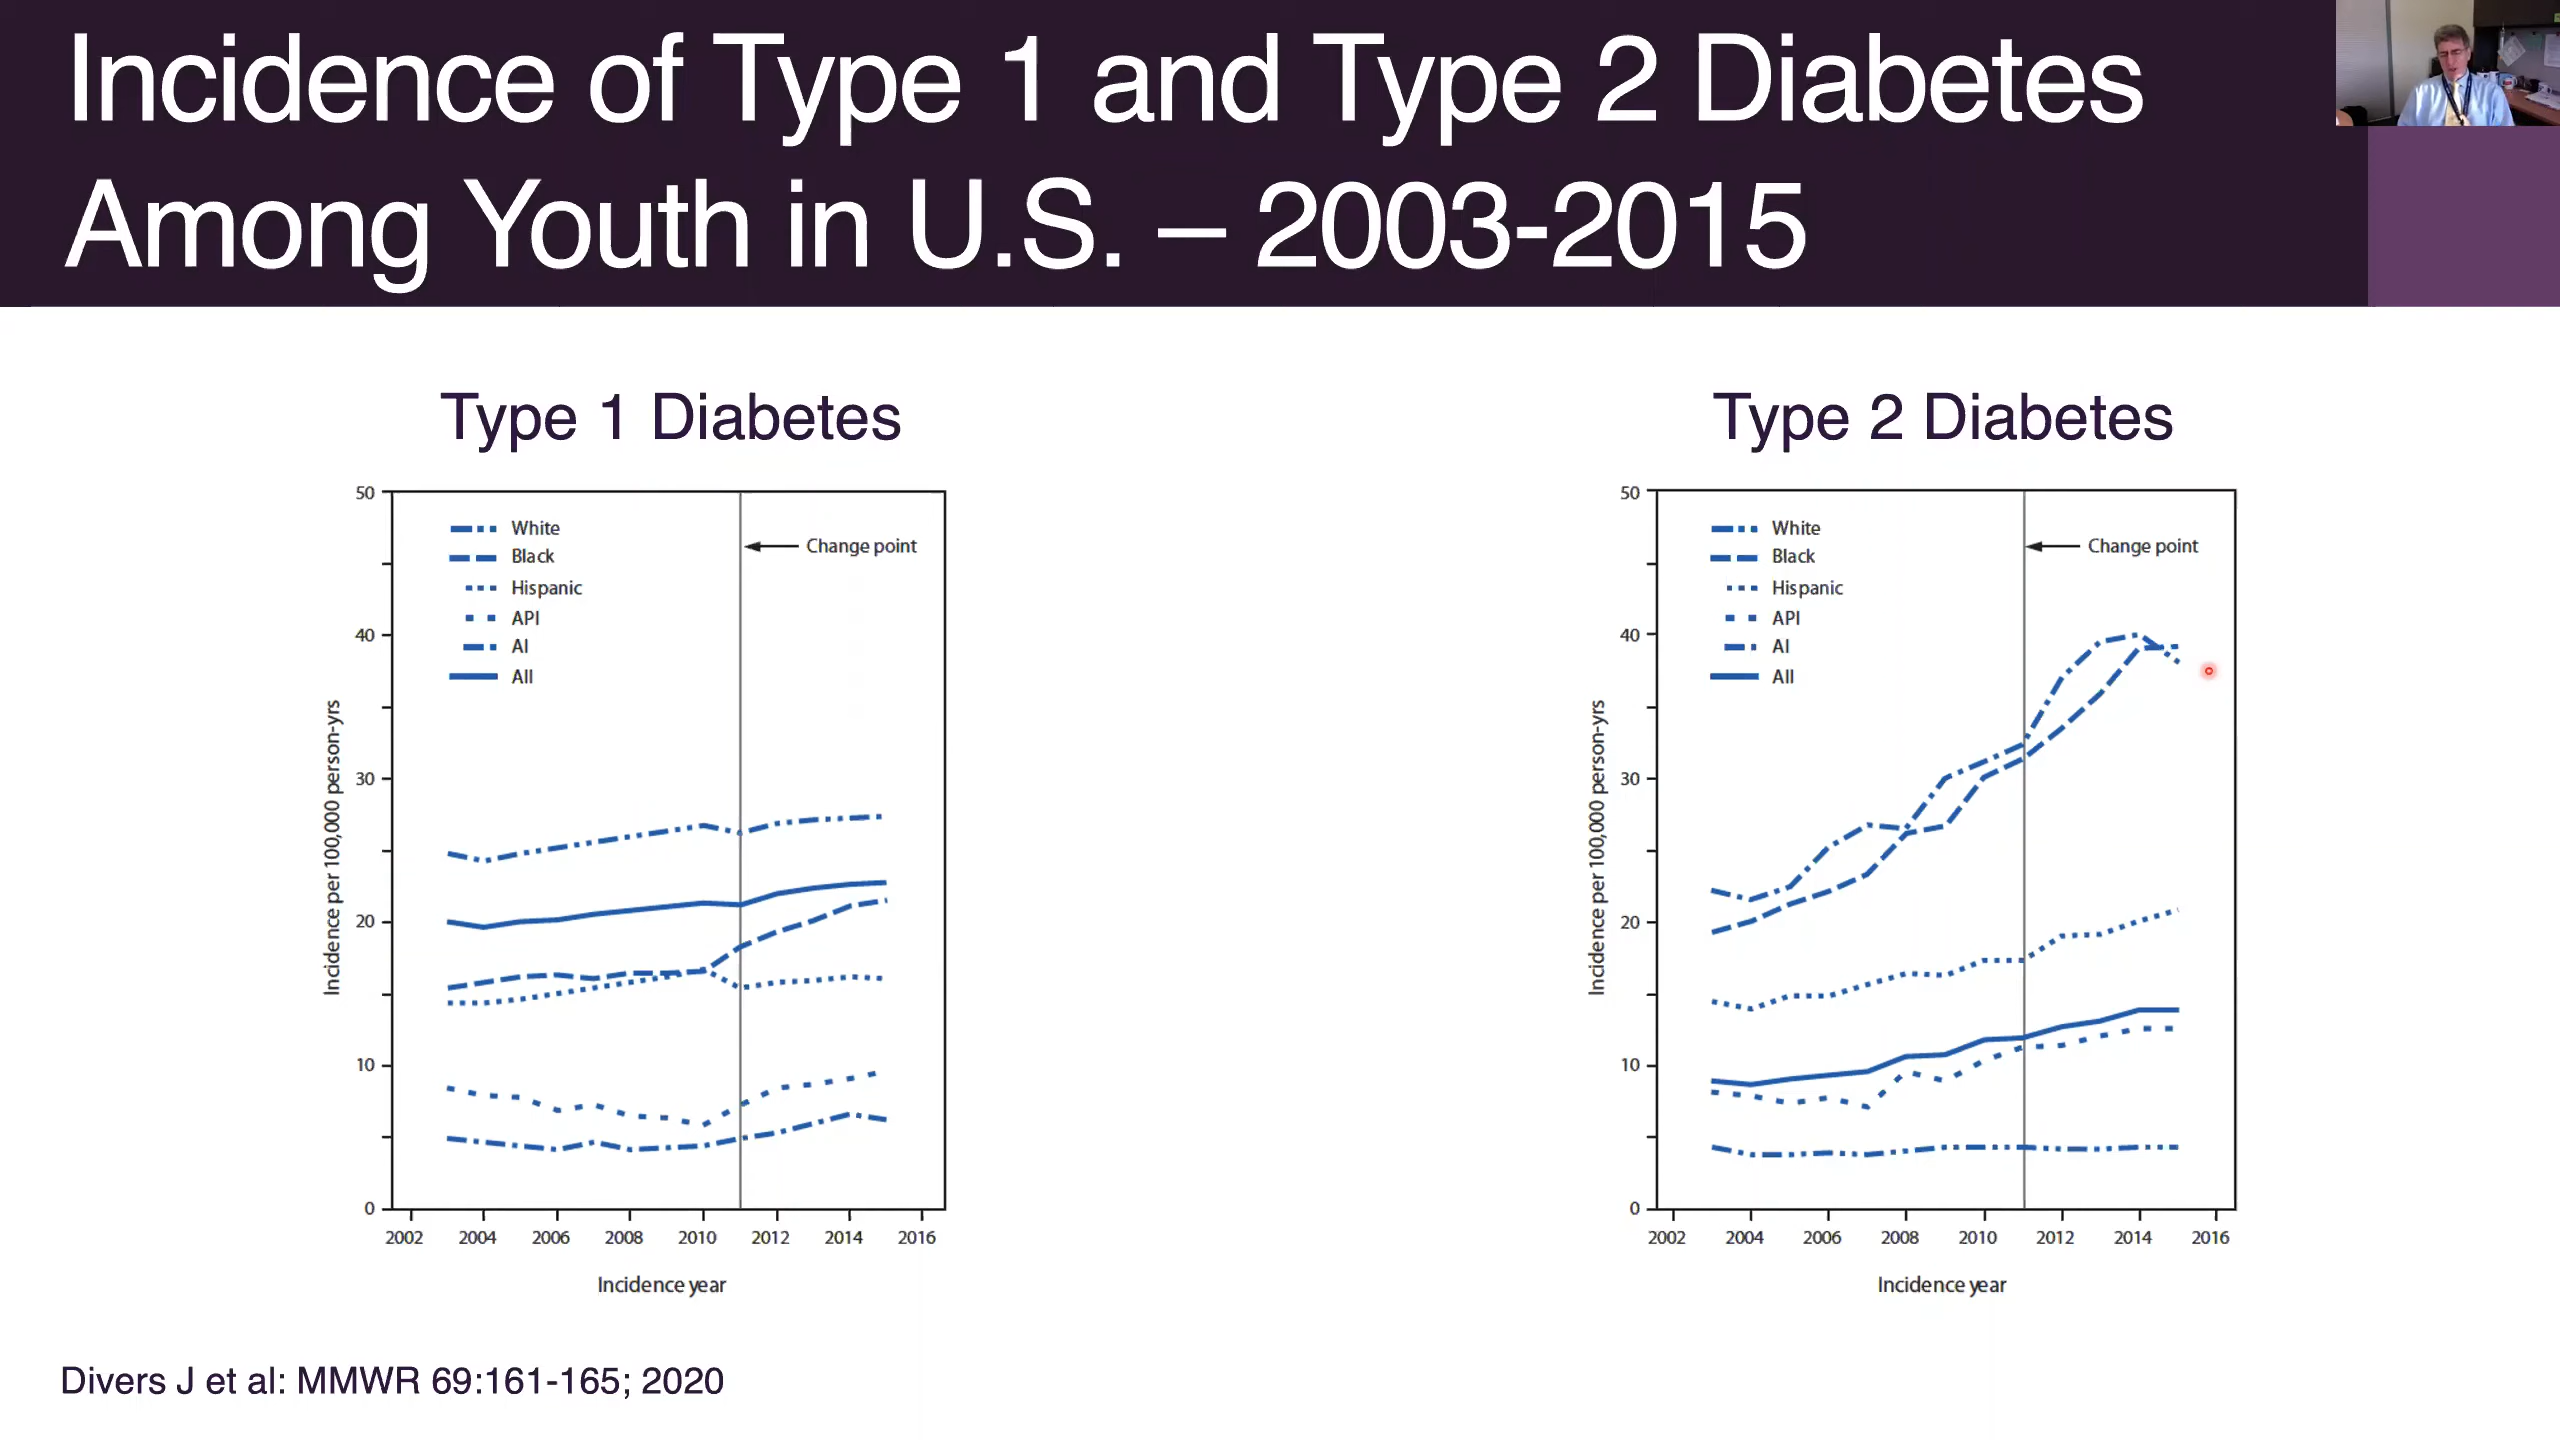 Incidence of Type 1 and Type 2 Diabetes
Among Youth in U.S. – 2003-2015
Type 1 Diabetes
50
40
30
20
10
0
Incidence per 100,000 person-yrs
White
Black
Hispanic
API
AI
All
Change point
2002 2004 2006 2008 2010 2012 2014 2016
Incidence year
Type 2 Diabetes
50
40
30
20
10
0
Incidence per 100,000 person-yrs
White
Black
Hispanic
API
AI
All
Change point
2002 2004 2006 2008 2010 2012 2014 2016
Incidence year
Divers J et al: MMWR 69:161-165; 2020